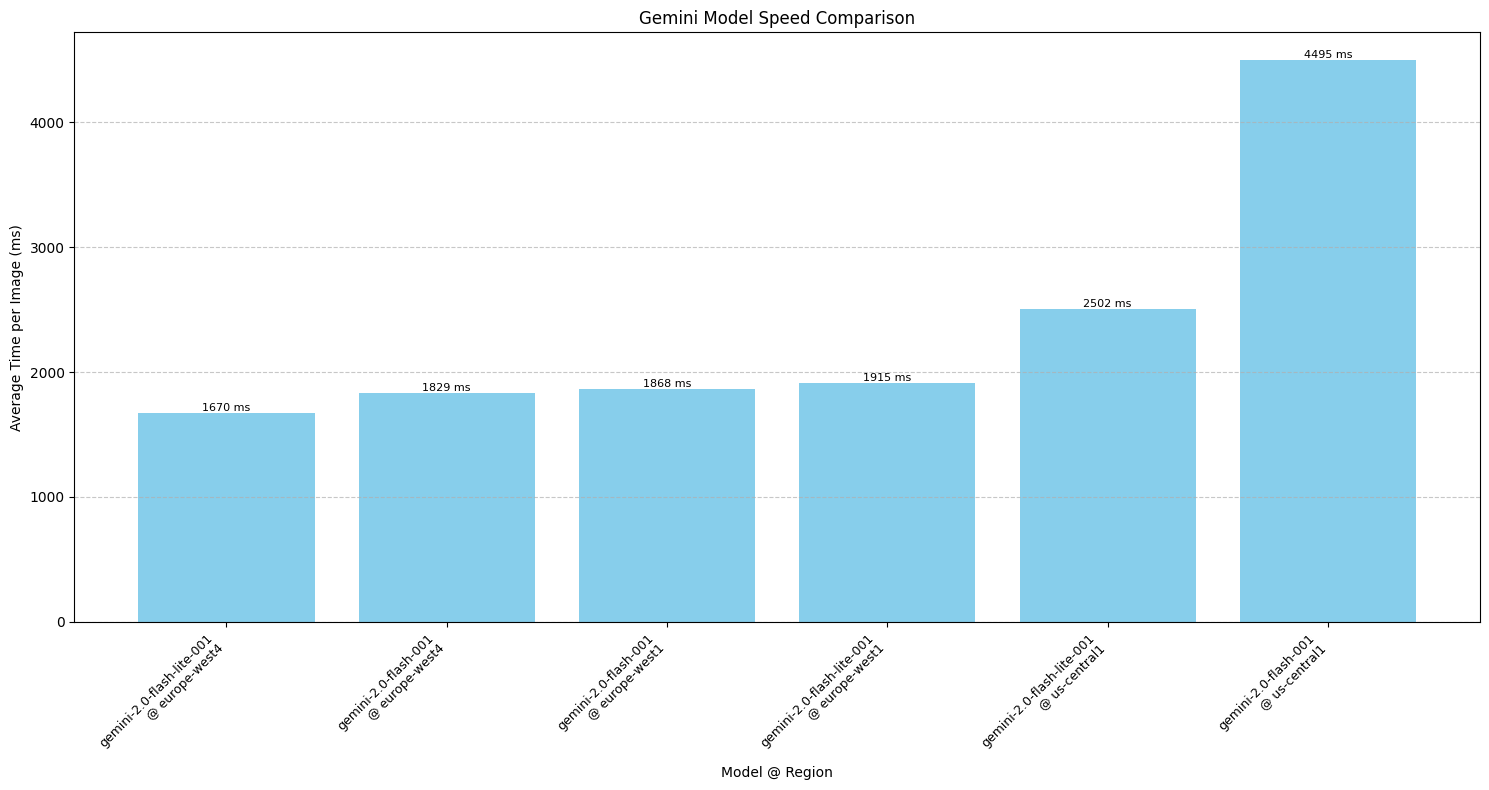 Gemini Model Speed Comparison
Average Time per Image (ms)
4000
3000
2000
1000
0
1670 ms
1829 ms
1868 ms
1915 ms
2502 ms
4495 ms
gemini-2.0-flash-lite-001
@ europe-west4
gemini-2.0-flash-001
@ europe-west4
gemini-2.0-flash-001
@ europe-west1
gemini-2.0-flash-lite-001
@ europe-west1
gemini-2.0-flash-lite-001
@ us-central1
gemini-2.0-flash-001
@ us-central1
Model @ Region